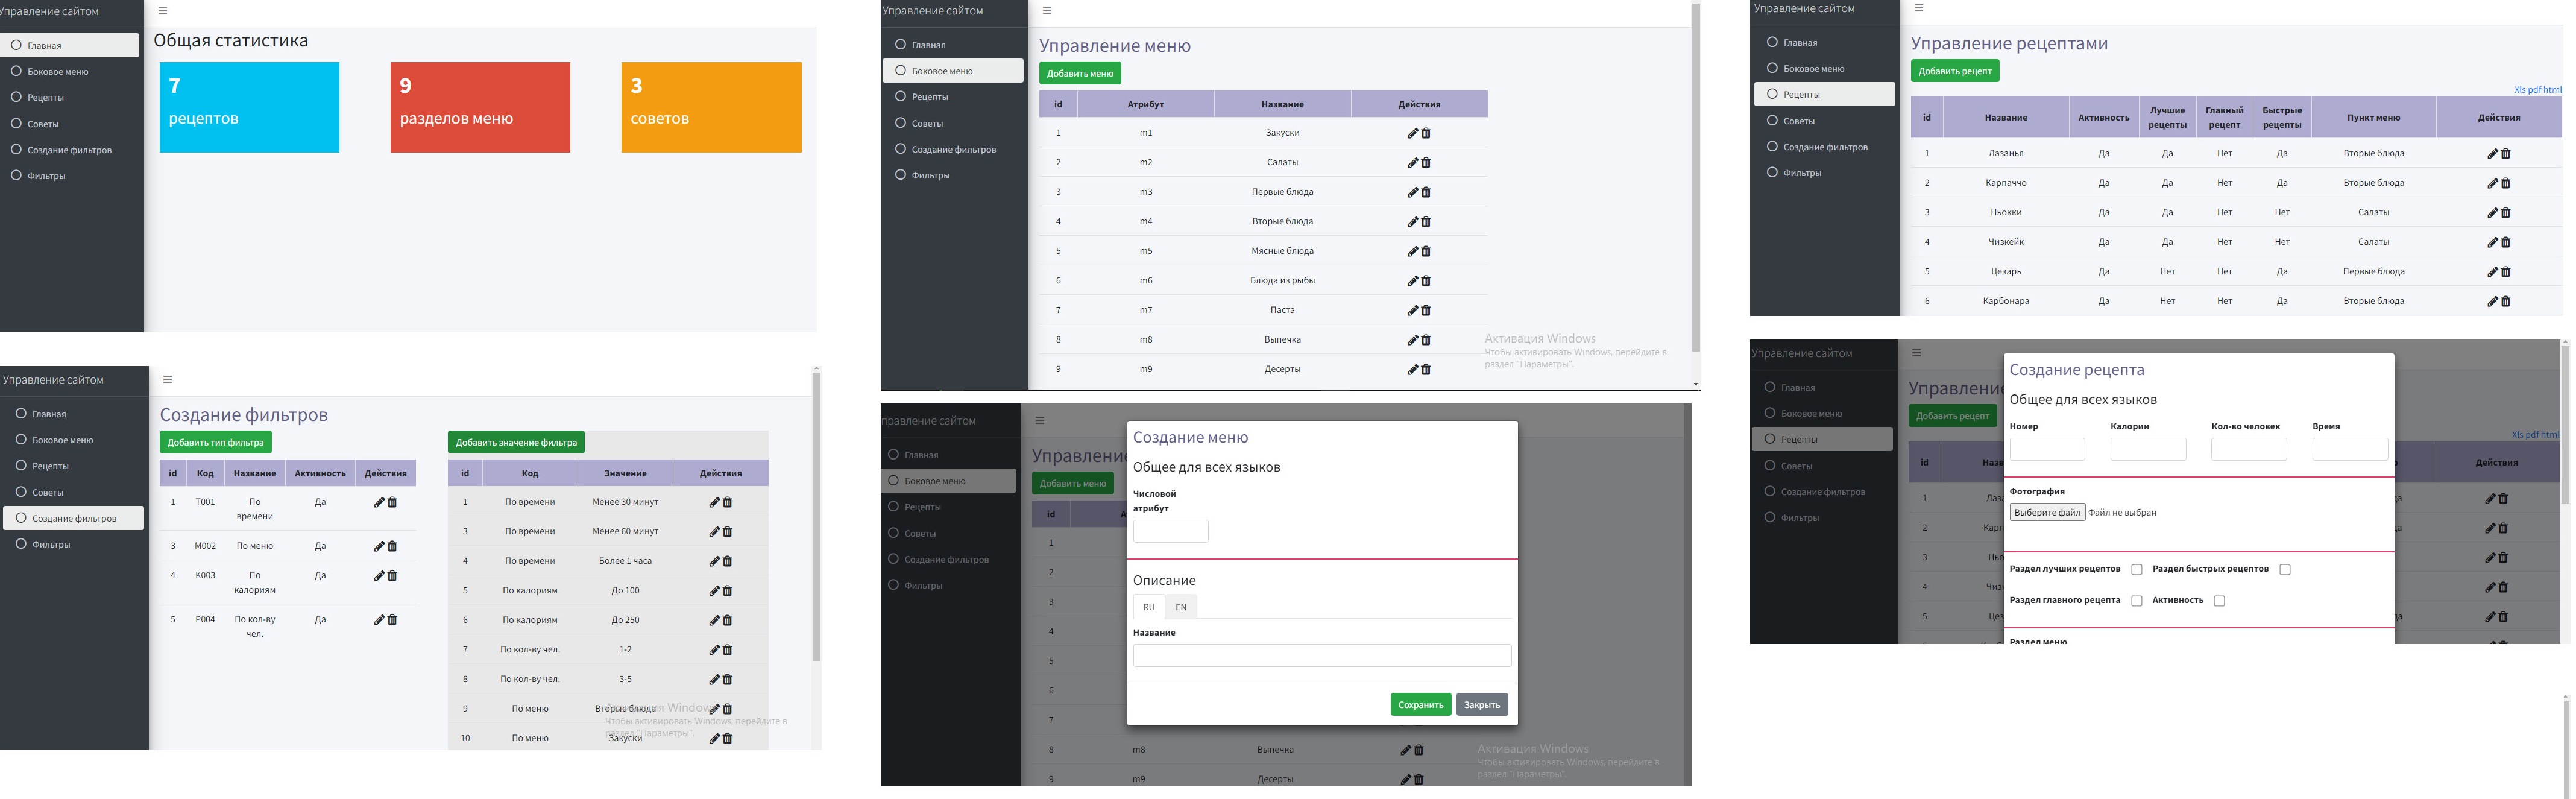 Управление сайтом
Главная
Боковое меню
Рецепты
Советы
Создание фильтров
Фильтры
Общая статистика
7
рецептов
9
разделов меню
3
советов
Управление сайтом
Главная
Боковое меню
Рецепты
Советы
Создание фильтров
Фильтры
Управление меню
Добавить меню
id Атрибут Название Действия
1 m1 Закуски
2 m2 Салаты
3 m3 Первые блюда
4 m4 Вторые блюда
5 m5 Мясные блюда
6 m6 Блюда из рыбы
7 m7 Паста
8 m8 Выпечка
9 m9 Десерты
Активация Windows
Чтобы активировать Windows, перейдите в
раздел "Параметры".
Управление сайтом
Главная
Боковое меню
Рецепты
Советы
Создание фильтров
Фильтры
Управление рецептами
Добавить рецепт
Xls pdf html
id Название Активность Лучшие рецепты Главный рецепт Быстрые рецепты Пункт меню Действия
1 Лазанья Да Да Нет Да Вторые блюда
2 Карпаччо Да Да Нет Да Вторые блюда
3 Ньокки Да Да Нет Нет Салаты
4 Чизкейк Да Да Нет Нет Салаты
5 Цезарь Да Нет Нет Да Первые блюда
6 Карбонара Да Нет Нет Да Вторые блюда
Управление сайтом
Главная
Боковое меню
Рецепты
Советы
Создание фильтров
Фильтры
Создание фильтров
Добавить тип фильтра
id Код Название Активность Действия
1 T001 По времени Да
3 M002 По меню Да
4 K003 По калориям Да
5 P004 По кол-ву чел. Да
Добавить значение фильтра
id Код Значение Действия
1 По времени Менее 30 минут
3 По времени Менее 60 минут
4 По времени Более 1 часа
5 По калориям До 100
6 По калориям До 250
7 По кол-ву чел. 1-2
8 По кол-ву чел. 3-5
9 По меню Вторые блюда
10 По меню Закуски
Активация Windows
Чтобы активировать Windows, перейдите в
раздел "Параметры".
правление сайтом
Главная
Боковое меню
Рецепты
Советы
Создание фильтров
Фильтры
Управление
Добавить меню
id А
1
2
3
4
5
6
7
8 m8 Выпечка
9 m9 Десерты
Создание меню
Общее для всех языков
Числовой
атрибут
Описание
RU EN
Название
Сохранить Закрыть
Активация Windows
Чтобы активировать Windows, перейдите в
раздел "Параметры".
Управление сайтом
Главная
Боковое меню
Рецепты
Советы
Создание фильтров
Фильтры
Управление
Добавить рецепт
Xls pdf html
id Наз Действия
1 Лаз да
2 Карп да
3 Ньо
4 Чиз
5 Цез да
Создание рецепта
Общее для всех языков
Номер Калории Кол-во человек Время
Фотография
Выберите файл Файл не выбран
Раздел лучших рецептов Раздел быстрых рецептов
Раздел главного рецепта Активность
Раздел меню